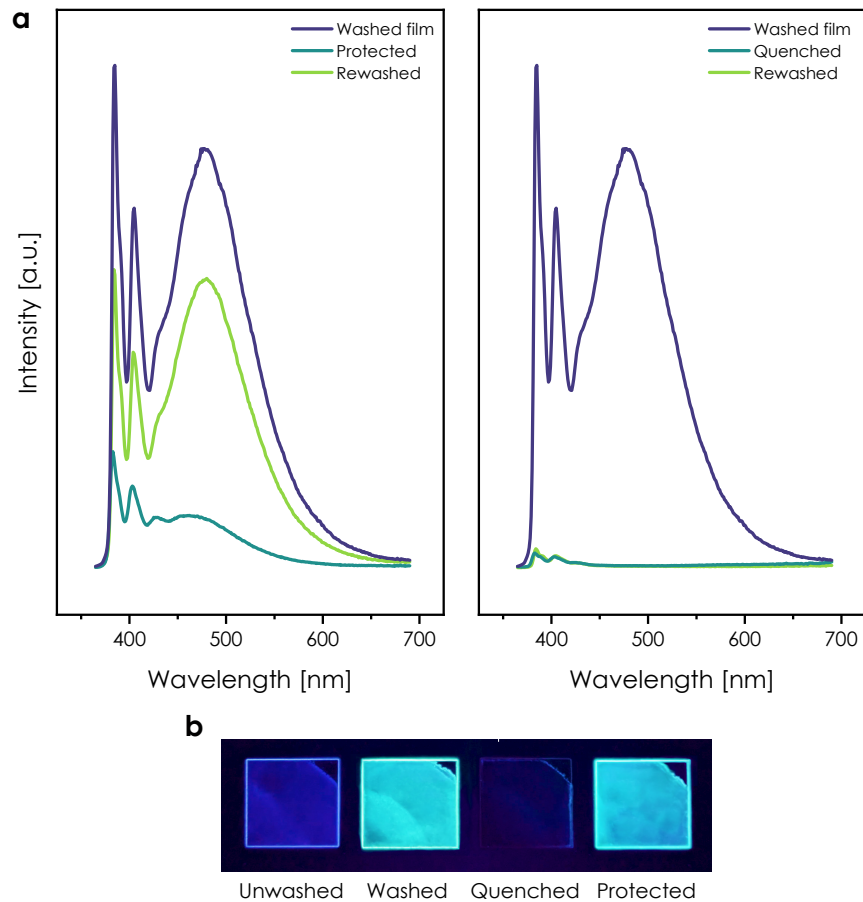 a
Washed film
Protected
Rewashed
Intensity [a.u.]
400 500 600 700
Wavelength [nm]
Washed film
Quenched
Rewashed
400 500 600 700
Wavelength [nm]
b
Unwashed Washed Quenched Protected